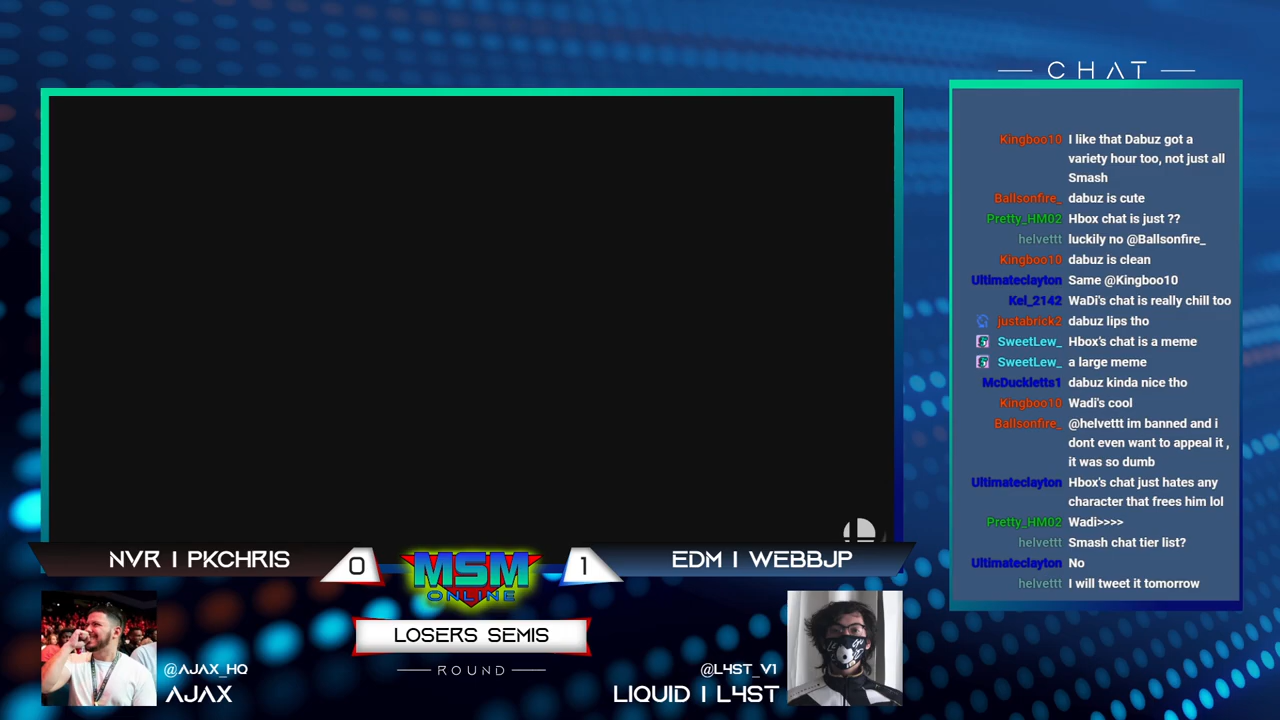 CHAT
Kingboo10 I like that Dabuz got a
variety hour too, not just all
Smash
Ballsonfire_ dabuz is cute
Pretty_HM02 Hbox chat is just ??
helvettt luckily no @Ballsonfire_
Kingboo10 dabuz is clean
Ultimateclayton Same @Kingboo10
Kel_2142 WaDi's chat is really chill too
justabrick2 dabuz lips tho
SweetLew_ Hbox's chat is a meme
SweetLew_ a large meme
McDuckletts1 dabuz kinda nice tho
Kingboo10 Wadi's cool
Ballsonfire_ @helvettt im banned and i
dont even want to appeal it ,
it was so dumb
Ultimateclayton Hbox's chat just hates any
character that frees him lol
Pretty_HM02 Wadi>>>>
helvettt Smash chat tier list?
Ultimateclayton No
helvettt I will tweet it tomorrow
NVR | PKCHRIS 0 MSM 1 EDM | WEBBJP
ONLINE
LOSERS SEMIS
ROUND
@AJAX_HQ
AJAX
@L4ST_V1
LIQUID | L4ST